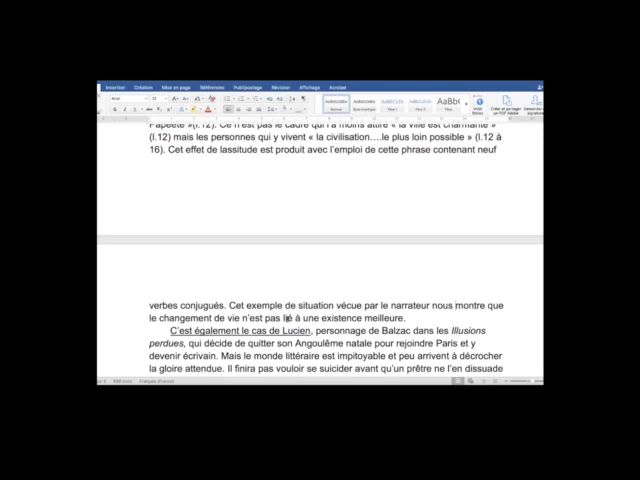 Insertion Création Mise en page Références Publipostage Révision Affichage Acrobat
Papeete »(l.12). Ce n'est pas le cadre qui l'a moins attiré « la ville est charmante »
(l.12) mais les personnes qui y vivent « la civilisation....le plus loin possible » (l.12 à
16). Cet effet de lassitude est produit avec l'emploi de cette phrase contenant neuf
verbes conjugués. Cet exemple de situation vécue par le narrateur nous montre que
le changement de vie n'est pas lié à une existence meilleure.
C'est également le cas de Lucien, personnage de Balzac dans les Illusions
perdues, qui décide de quitter son Angoulême natale pour rejoindre Paris et y
devenir écrivain. Mais le monde littéraire est impitoyable et peu arrivent à décrocher
la gloire attendue. Il finira pas vouloir se suicider avant qu'un prêtre ne l'en dissuade
Français (France)